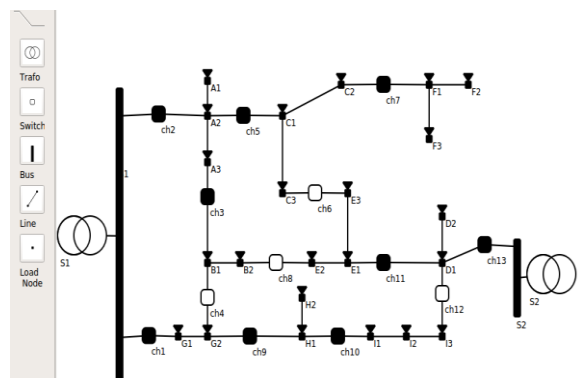 Trafo
Switch
Bus
Line
Load
Node
S1
1
A1
ch2
A2
ch5
C1
C2
ch7
F1
F2
F3
A3
ch3
C3
ch6
E3
D2
B1
B2
ch8
E2
E1
ch11
D1
ch13
S2
S2
ch4
H2
ch12
ch1
G1
G2
ch9
H1
ch10
I1
I2
I3